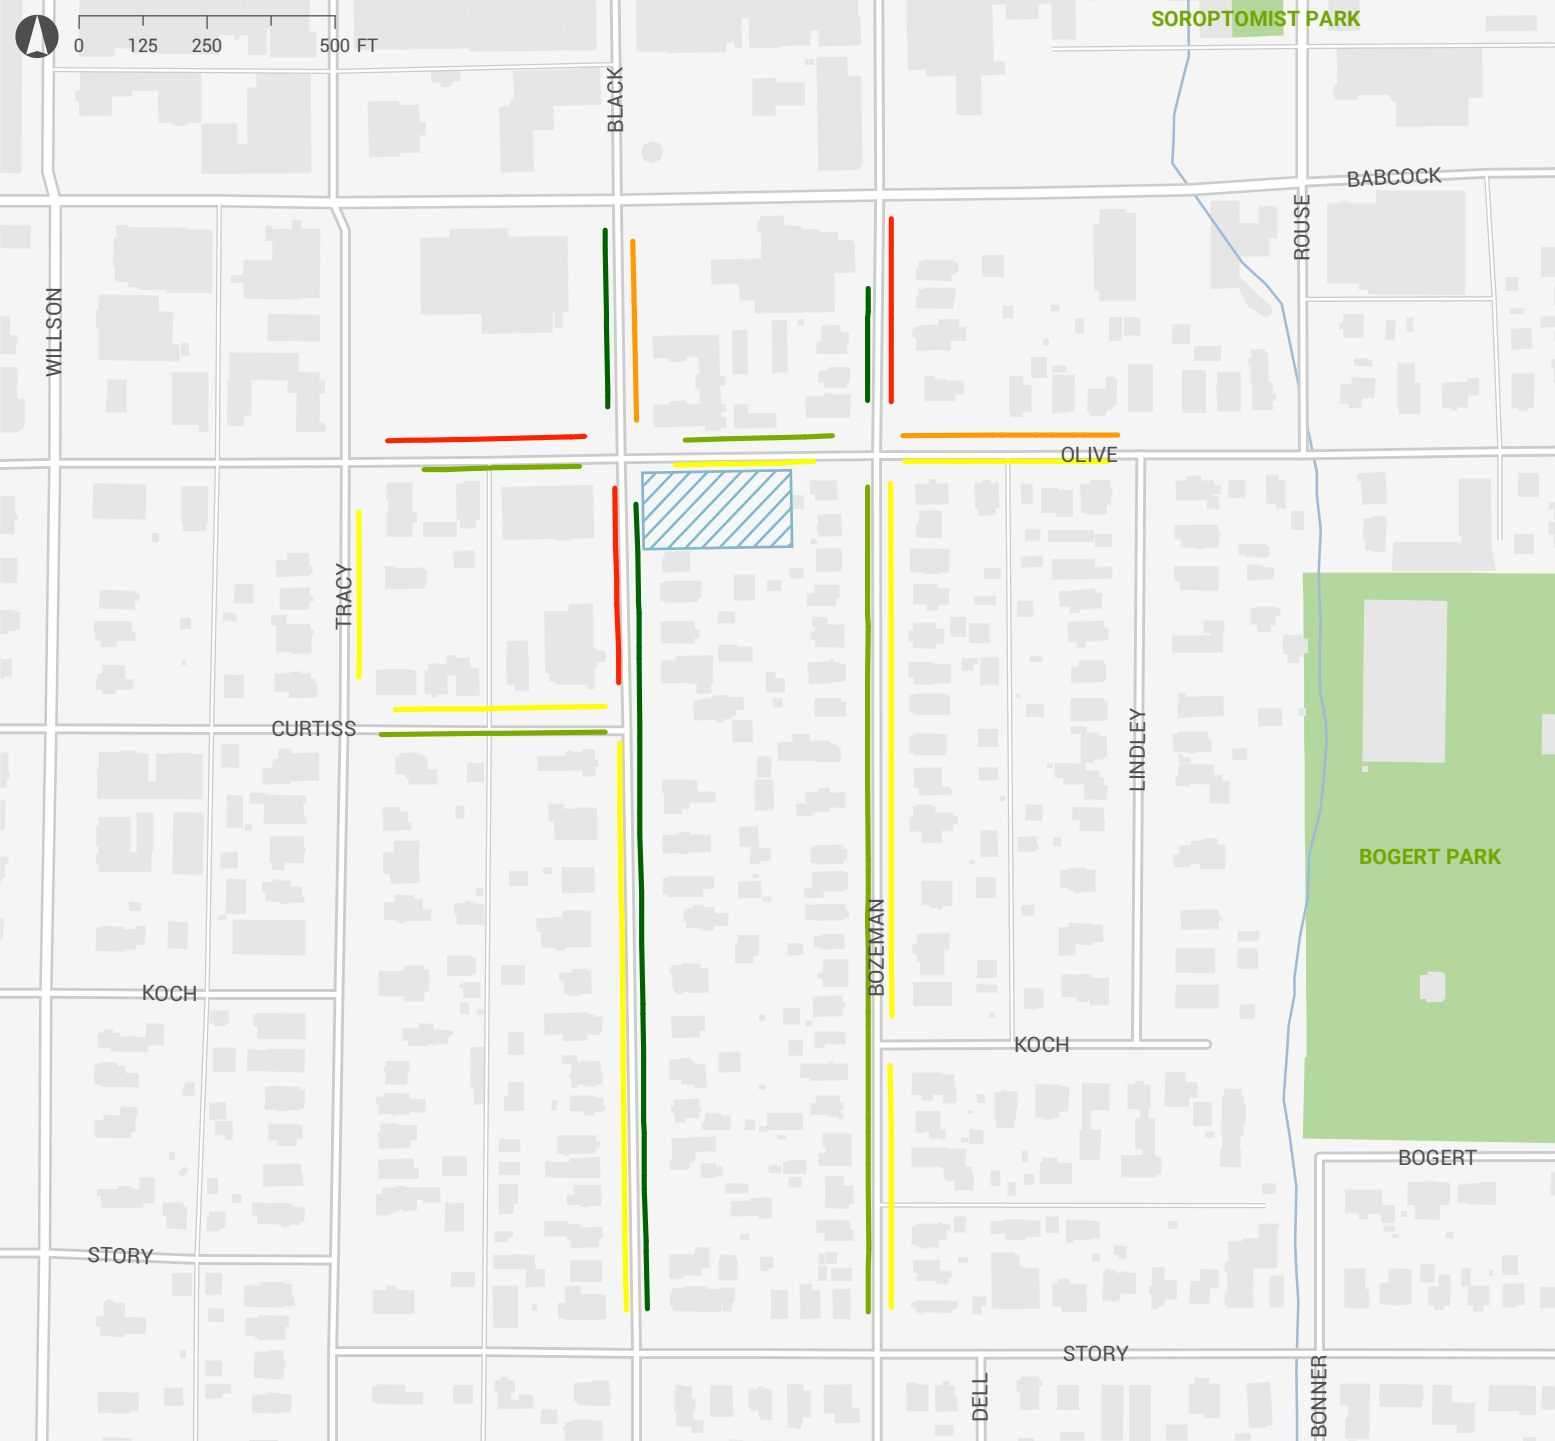 SOROPTOMIST PARK
0 125 250 500 FT
BLACK
BABCOCK
ROUSE
WILLSON
OLIVE
TRACY
CURTISS
LINDLEY
BOGERT PARK
BOZEMAN
KOCH
KOCH
BOGERT
STORY
STORY
DELL
BONNER